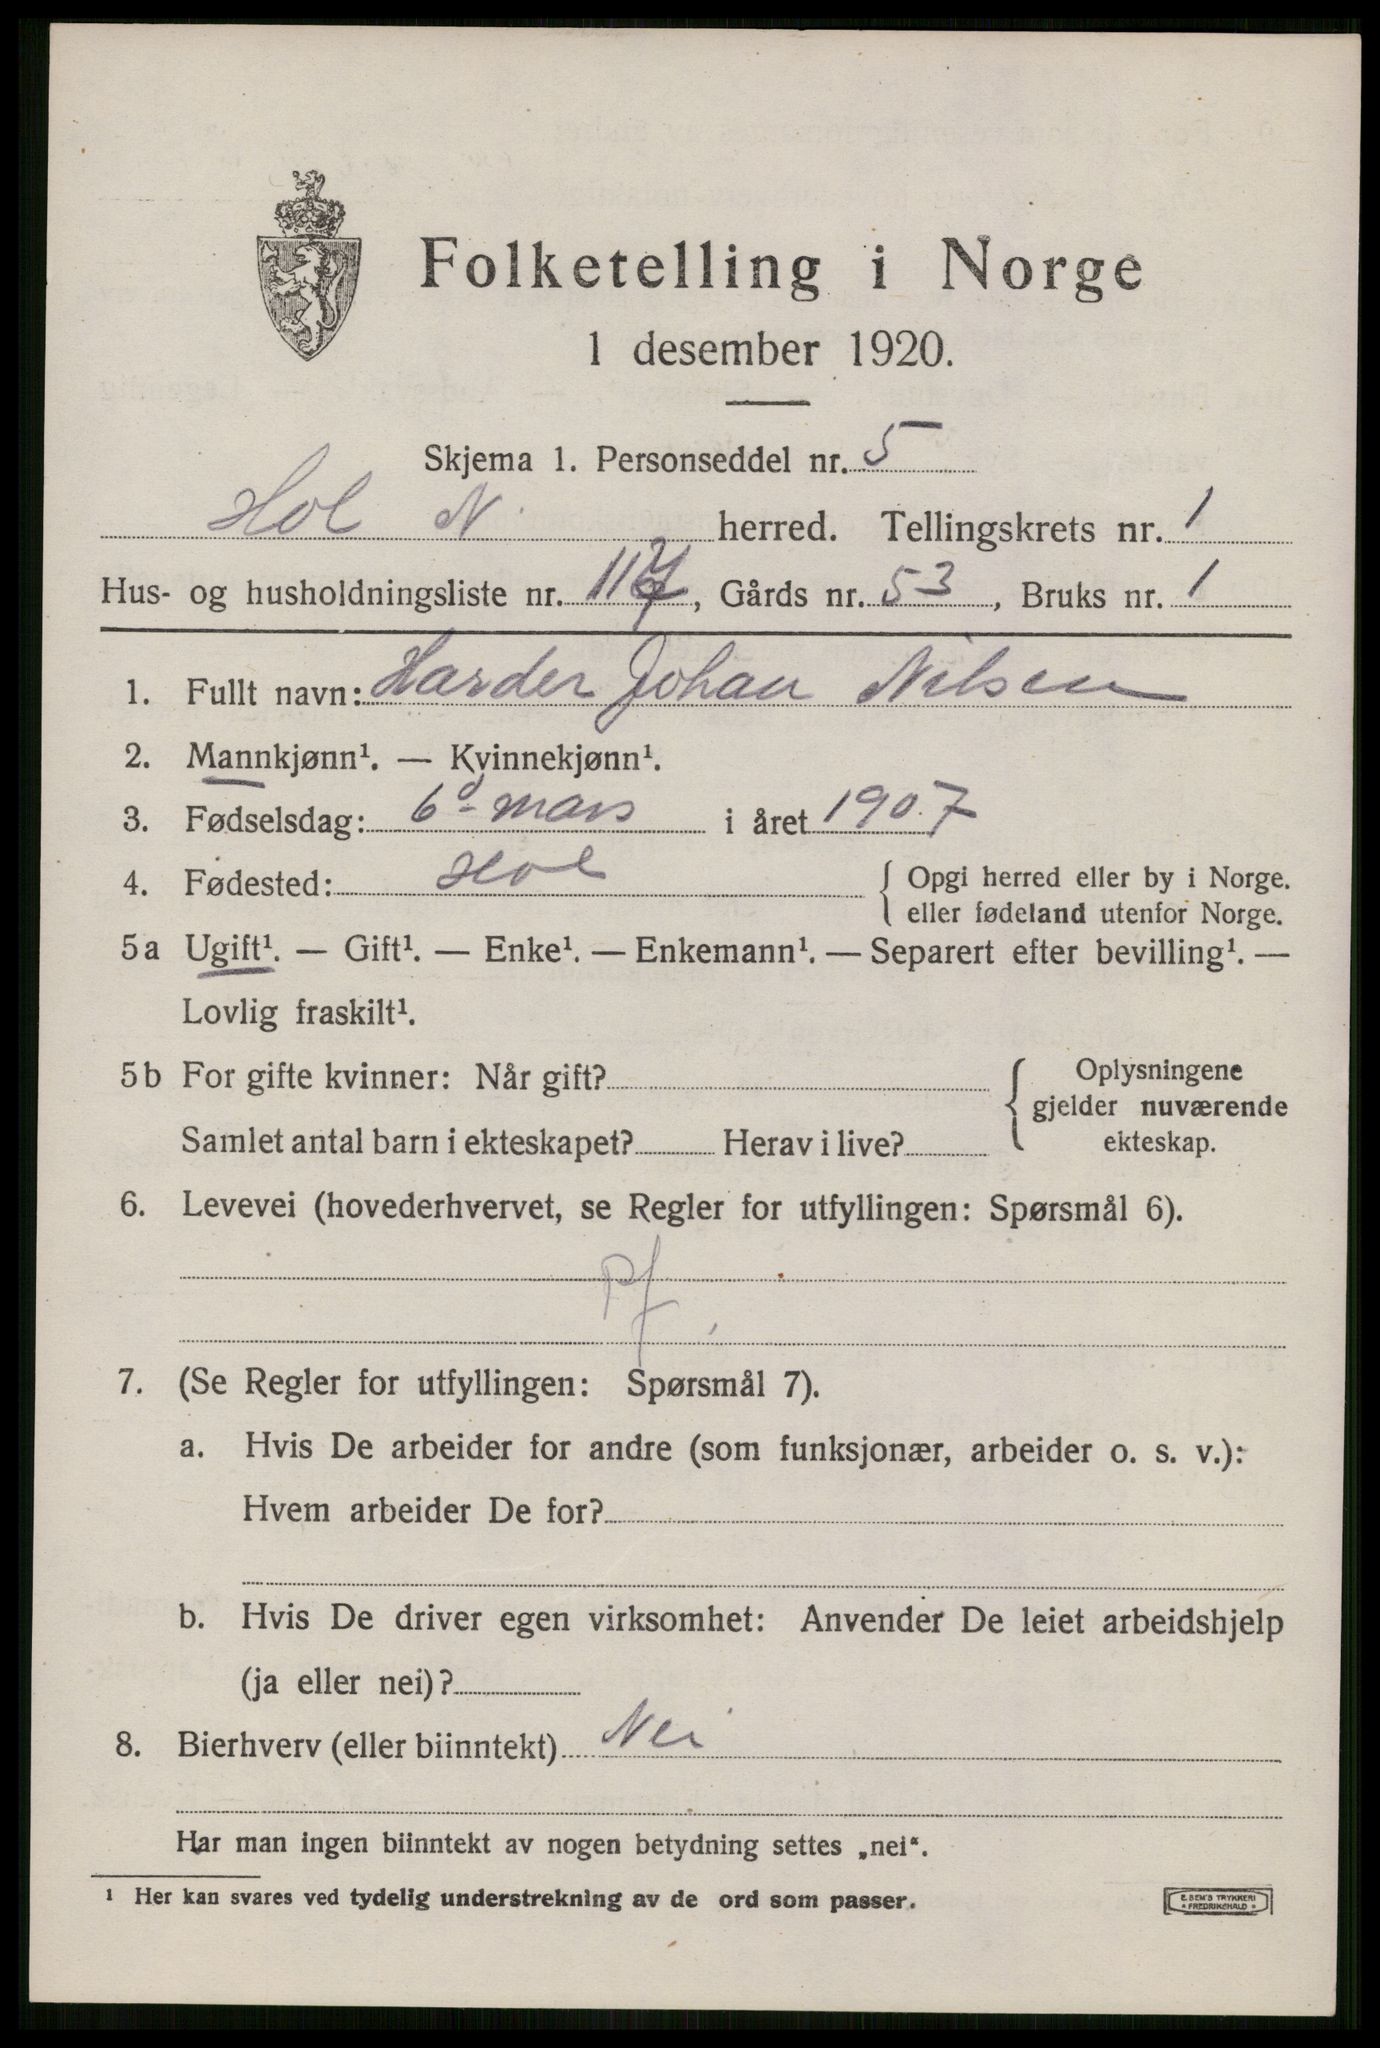 Folketelling i Norge
1 desember 1920.
Skjema 1. Personseddel nr. 5
Hol N. herred. Tellingskrets nr. 1
Hus- og husholdningsliste nr. 117, Gårds nr. 53, Bruks nr. 1
1. Fullt navn: Harder Johan Nilsen
2. Mannkjønn¹. — Kvinnekjønn¹.
3. Fødselsdag: 6d mars i året 1907
4. Fødested: Hol { Opgi herred eller by i Norge.
eller fødeland utenfor Norge.
5a Ugift¹. — Gift¹. — Enke¹. — Enkemann¹. — Separert efter bevilling¹. —
Lovlig fraskilt¹.
5b For gifte kvinner: Når gift? { Oplysningene
gjelder nuværende
Samlet antal barn i ekteskapet? Herav i live? ekteskap.
6. Levevei (hovederhvervet, se Regler for utfyllingen: Spørsmål 6).
pf
7. (Se Regler for utfyllingen: Spørsmål 7).
a. Hvis De arbeider for andre (som funksjonær, arbeider o. s. v.):
Hvem arbeider De for?
b. Hvis De driver egen virksomhet: Anvender De leiet arbeidshjelp
(ja eller nei)?
8. Bierhverv (eller biinntekt) Nei
Har man ingen biinntekt av nogen betydning settes „nei“.
¹ Her kan svares ved tydelig understrekning av de ord som passer.
E. SEM'S TRYKKERI
FREDRIKSHALD